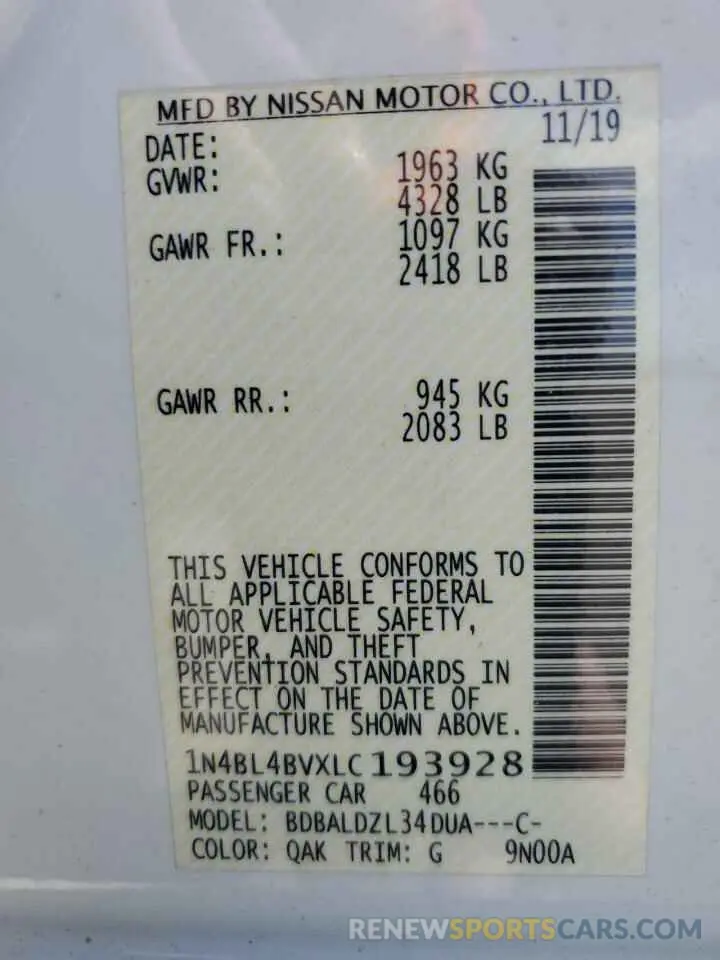 MFD BY NISSAN MOTOR CO., LTD.
DATE: 11/19
GVWR: 1963 KG
4328 LB
GAWR FR.: 1097 KG
2418 LB
GAWR RR.: 945 KG
2083 LB
THIS VEHICLE CONFORMS TO
ALL APPLICABLE FEDERAL
MOTOR VEHICLE SAFETY,
BUMPER, AND THEFT
PREVENTION STANDARDS IN
EFFECT ON THE DATE OF
MANUFACTURE SHOWN ABOVE.
1N4BL4BVXLC193928
PASSENGER CAR 466
MODEL: BDBALDZL34DUA---C-
COLOR: QAK TRIM: G 9N00A
RENEWSPORTSCARS.COM